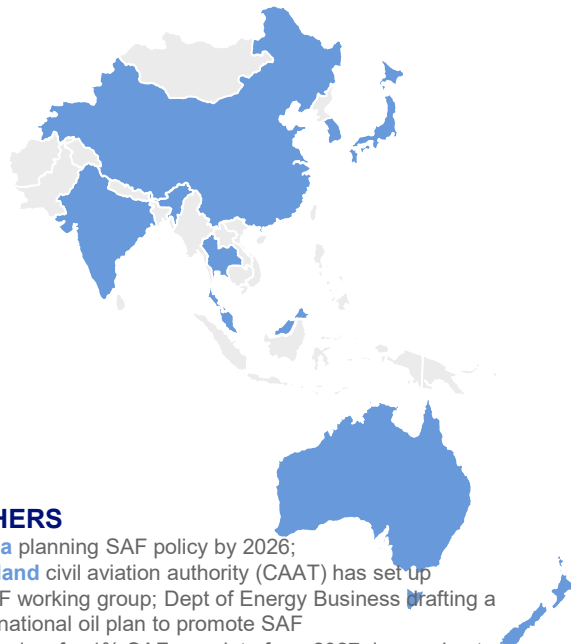 HERS
a planning SAF policy by 2026;
land civil aviation authority (CAAT) has set up
F working group; Dept of Energy Business drafting a
national oil plan to promote SAF